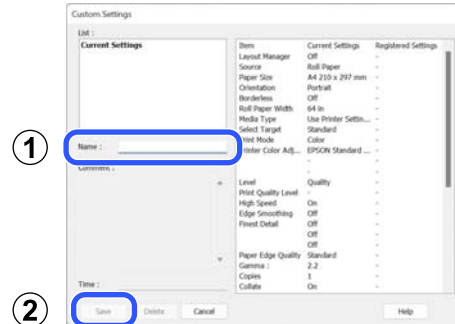 Custom Settings
List :
Current Settings
Item Current Settings Registered Settings
Layout Manager Off -
Source Roll Paper -
Paper Size A4 210 x 297 mm -
Orientation Portrait -
Borderless Off -
Roll Paper Width 64 in -
Media Type Use Printer Settin... -
Select Target Standard -
Print Mode Color -
Printer Color Adj... EPSON Standard ... -
- -
- -
Level Quality -
Print Quality Level - -
High Speed On -
Edge Smoothing Off -
Finest Detail Off -
Off -
Off -
Paper Edge Quality Standard -
Gamma : 2.2 -
Copies 1 -
Collate On -
1
Name :
Comment :
Time :
2
Save Delete Cancel Help